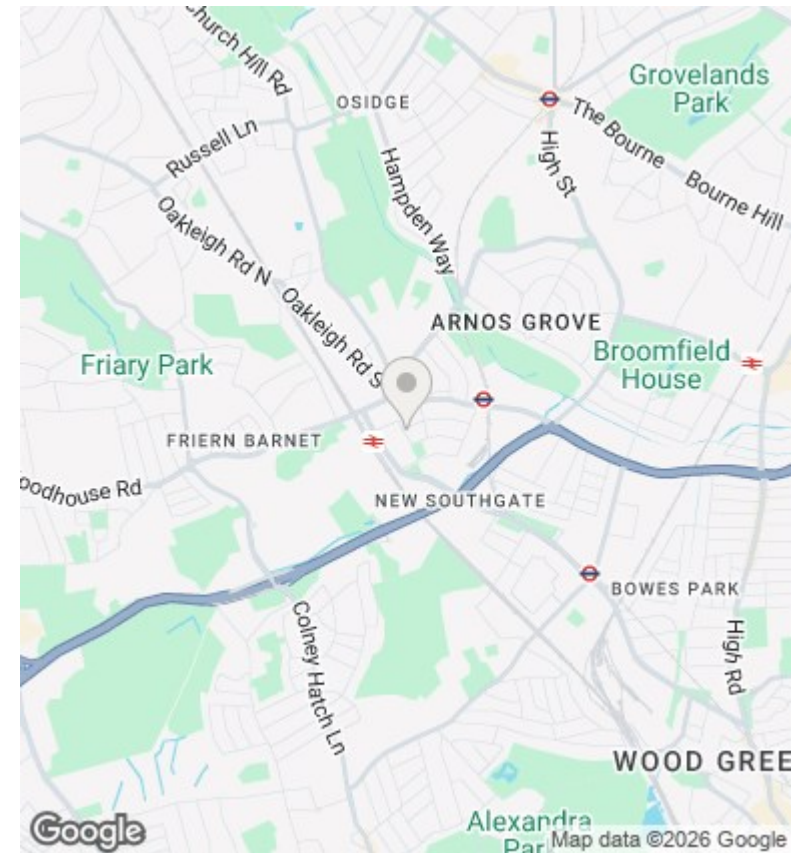 Church Hill Rd
OSIDGE
Grovelands
Park
Russell Ln
The Bourne
High St
Bourne Hill
Hampden Way
Oakleigh Rd N
Oakleigh Rd S
ARNOS GROVE
Friary Park
Broomfield
House
FRIERN BARNET
oodhouse Rd
NEW SOUTHGATE
BOWES PARK
Colney Hatch Ln
High Rd
WOOD GREE
Alexandra
Par
Google
Map data ©2026 Google